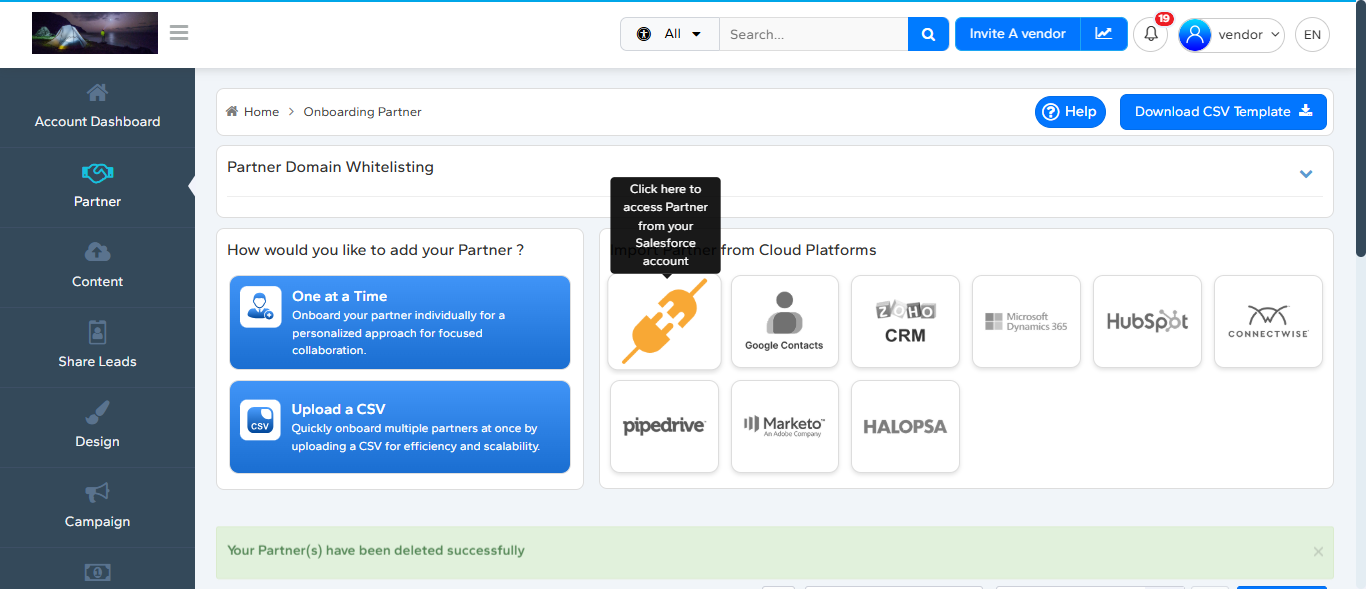 All
Search...
Invite A vendor
19
vendor
EN
Account Dashboard
Partner
Content
Share Leads
Design
Campaign
Home > Onboarding Partner
Help
Download CSV Template
Partner Domain Whitelisting
Click here to
access Partner
from your
Salesforce
account
How would you like to add your Partner ?
One at a Time
Onboard your partner individually for a
personalized approach for focused
collaboration.
CSV
Upload a CSV
Quickly onboard multiple partners at once by
uploading a CSV for efficiency and scalability.
Import Partner from Cloud Platforms
Google Contacts
ZOHO
CRM
Microsoft
Dynamics 365
HubSpot
CONNECTWISE
pipedrive
Marketo™
An Adobe Company
HALOPSA
Your Partner(s) have been deleted successfully
×